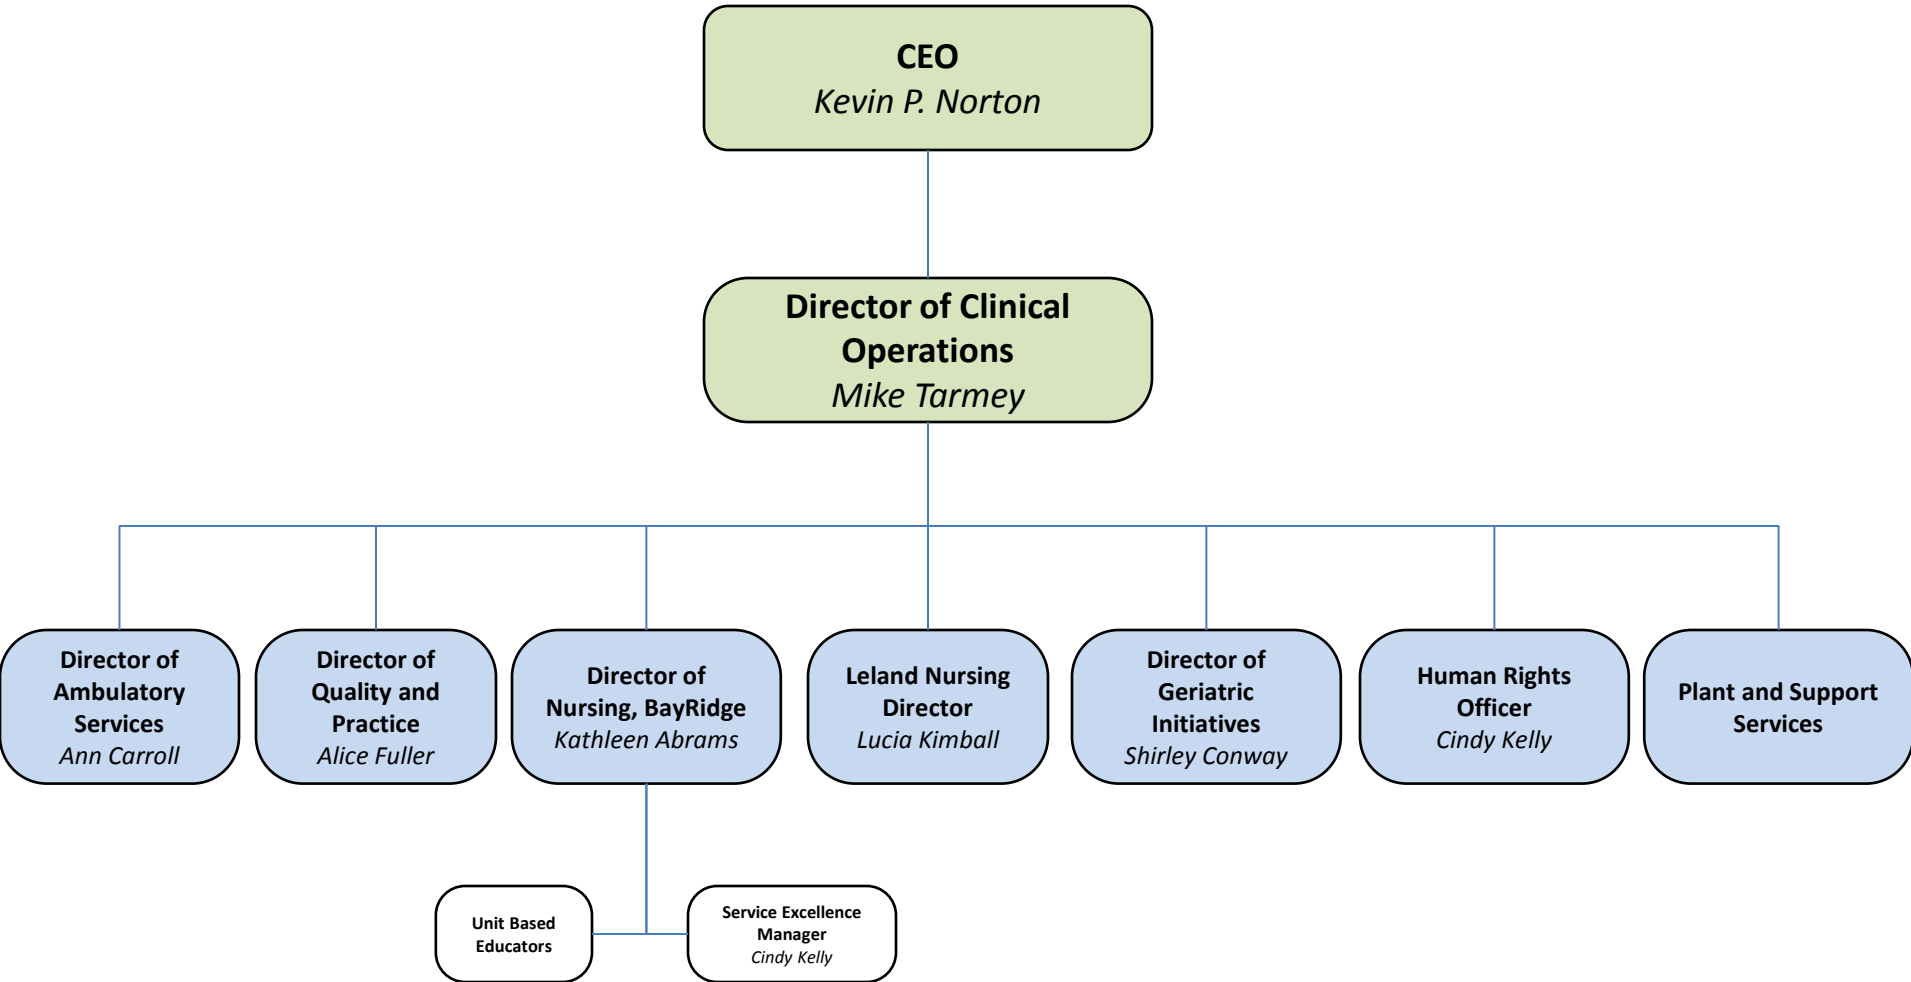 CEO
Kevin P. Norton
Director of Clinical
Operations
Mike Tarmey
Director of
Ambulatory
Services
Ann Carroll
Director of
Quality and
Practice
Alice Fuller
Director of
Nursing, BayRidge
Kathleen Abrams
Leland Nursing
Director
Lucia Kimball
Director of
Geriatric
Initiatives
Shirley Conway
Human Rights
Officer
Cindy Kelly
Plant and Support
Services
Unit Based
Educators
Service Excellence
Manager
Cindy Kelly